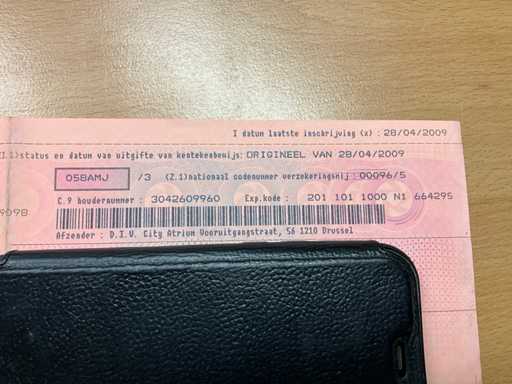 I datum laatste inschrijving (x) : 28/04/2009
Z.1)status en datum van uitgifte van kentekenbewijs: ORIGINEEL VAN 28/04/2009
058AMJ /3 (Z.1)nationaal codenummer verzekeringsmij : 00096/5
9098
C.9 houdernummer : 3042609960 Exp.kode : 201 101 1000 N1 664295
Afzender : D.I.V. City Atrium Vooruitgangstraat, 56 1210 Brussel